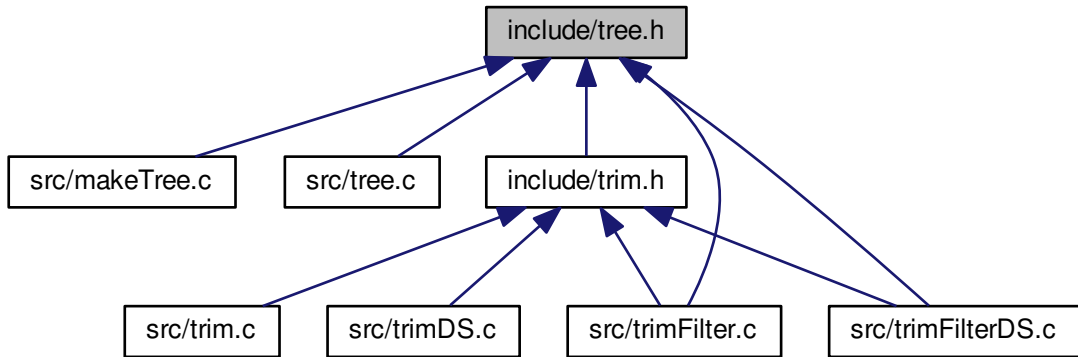 include/tree.h
src/makeTree.c
src/tree.c
include/trim.h
src/trim.c
src/trimDS.c
src/trimFilter.c
src/trimFilterDS.c